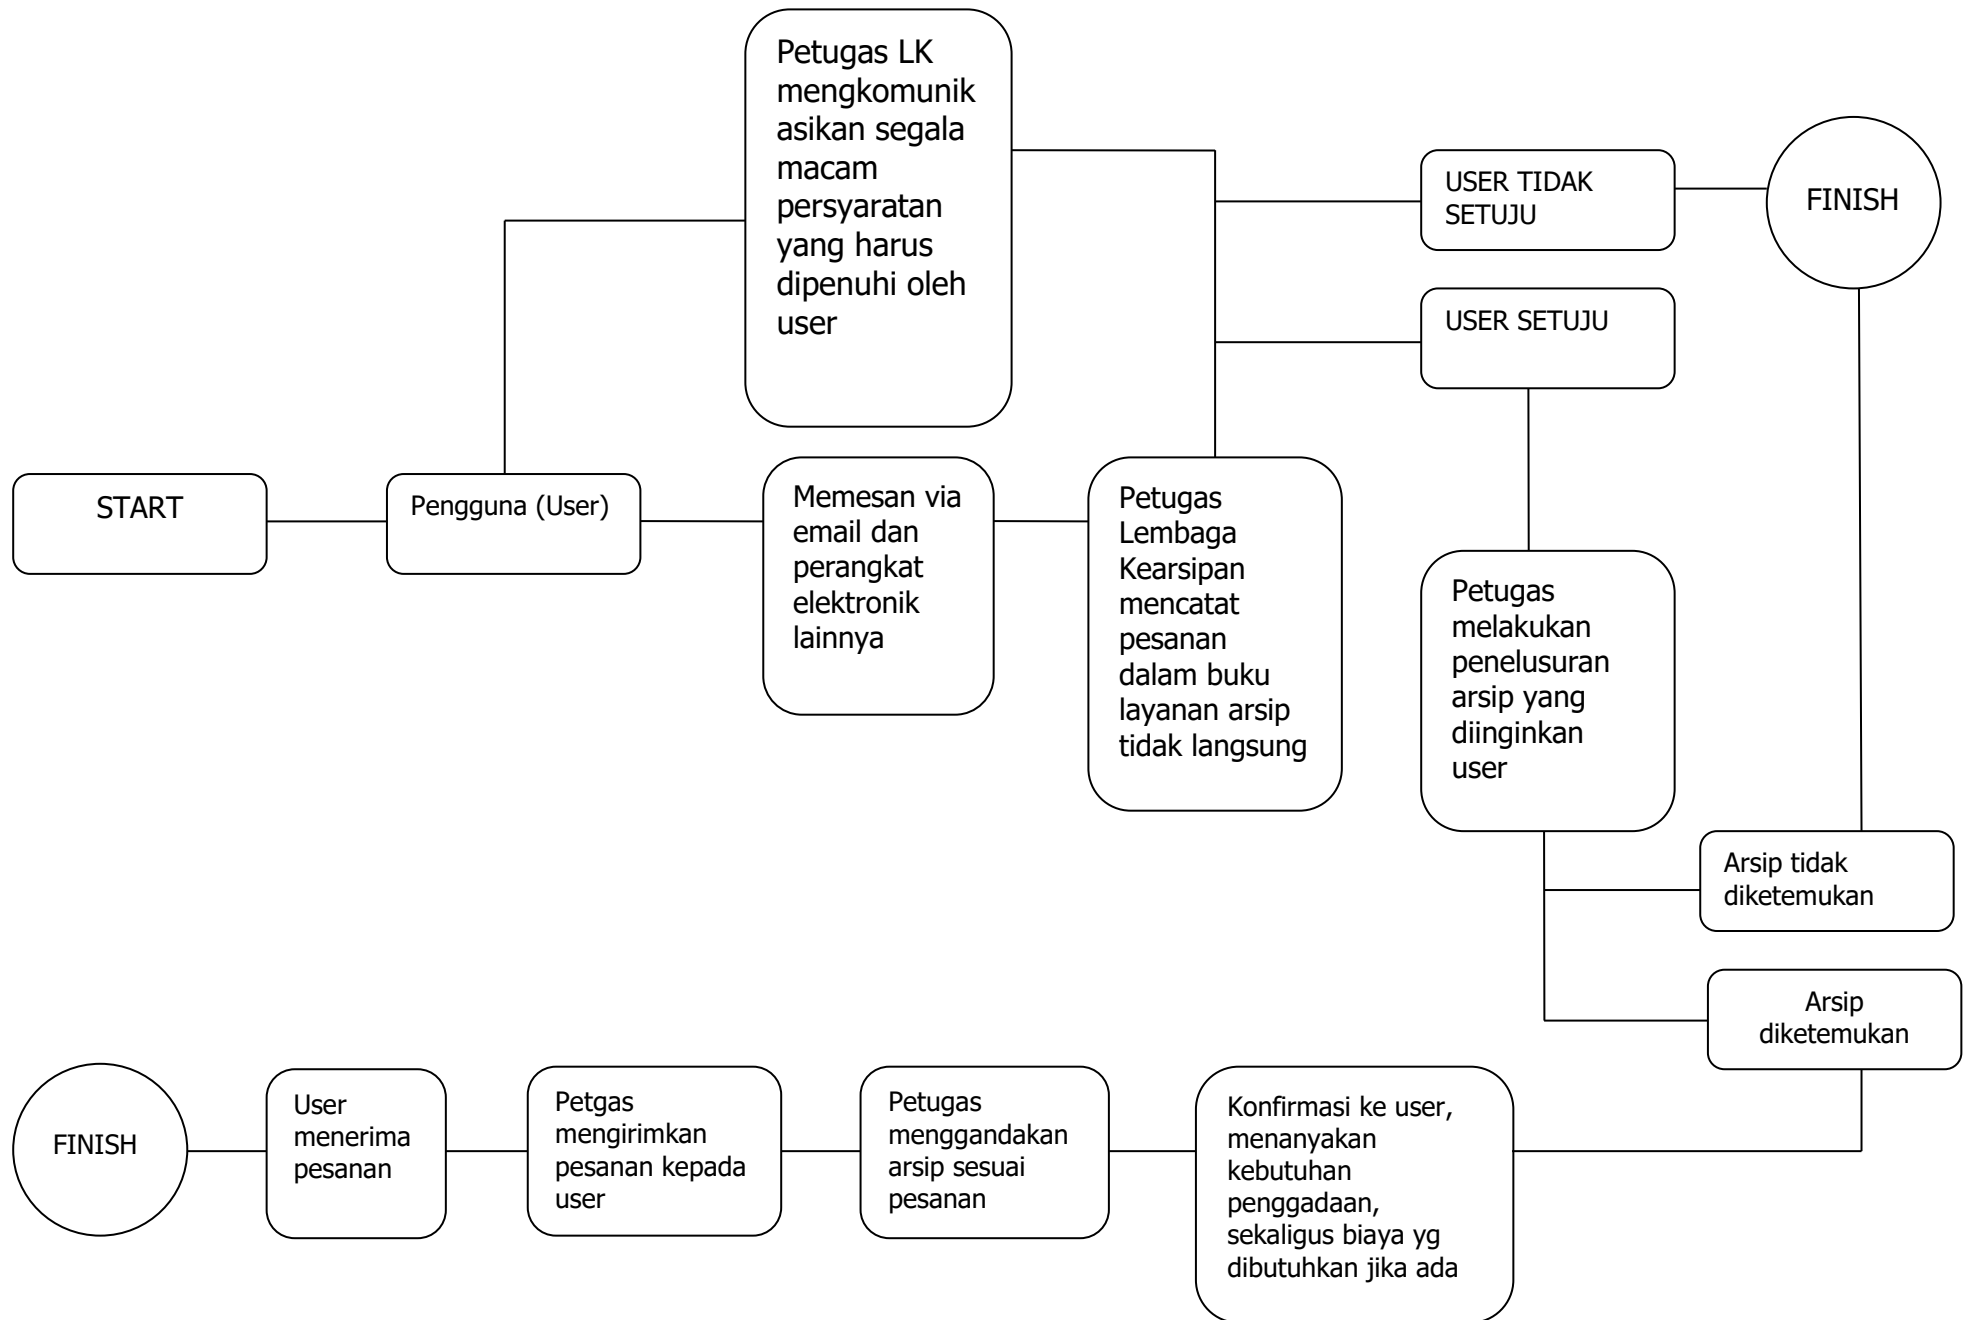 Petugas LK
mengkomunik
asikan segala
macam
persyaratan
yang harus
dipenuhi oleh
user
USER TIDAK
SETUJU
FINISH
USER SETUJU
START
Pengguna (User)
Memesan via
email dan
perangkat
elektronik
lainnya
Petugas
Lembaga
Kearsipan
mencatat
pesanan
dalam buku
layanan arsip
tidak langsung
Petugas
melakukan
penelusuran
arsip yang
diinginkan
user
Arsip tidak
diketemukan
Arsip
diketemukan
FINISH
User
menerima
pesanan
Petgas
mengirimkan
pesanan kepada
user
Petugas
menggandakan
arsip sesuai
pesanan
Konfirmasi ke user,
menanyakan
kebutuhan
penggadaan,
sekaligus biaya yg
dibutuhkan jika ada